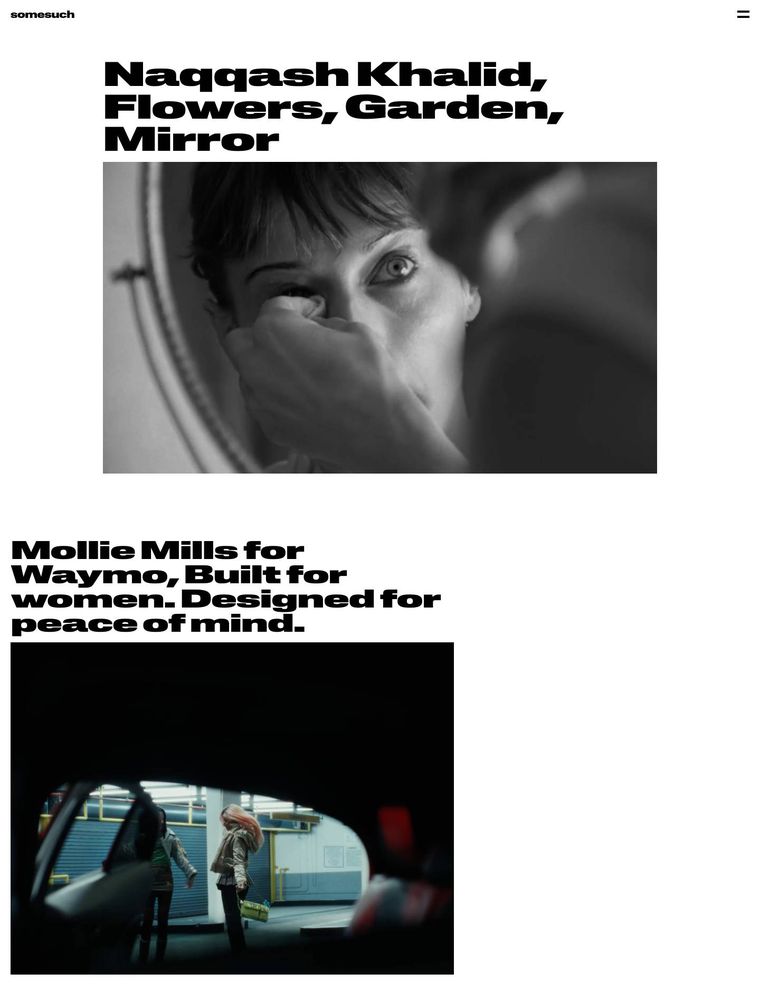 somesuch
Naqqash Khalid,
Flowers, Garden,
Mirror
Mollie Mills for
Waymo, Built for
women. Designed for
peace of mind.